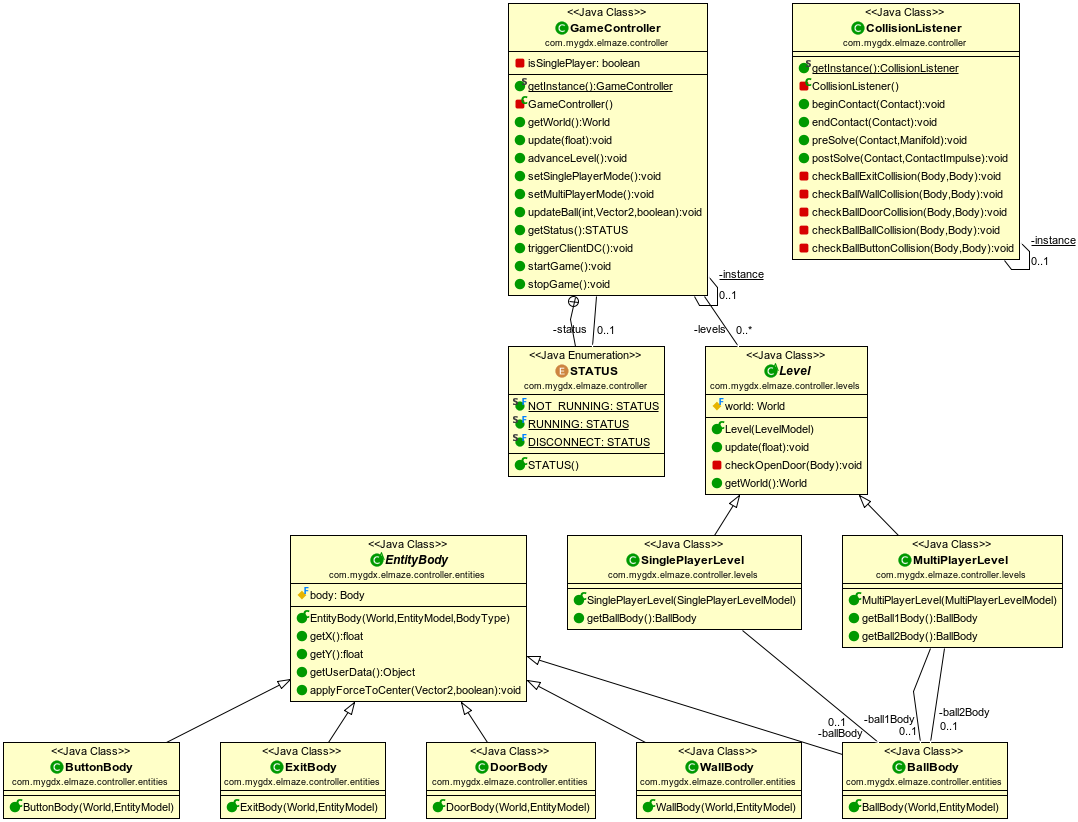 <<Java Class>>
GameController
com.mygdx.elmaze.controller
isSinglePlayer: boolean
getInstance():GameController
GameController()
getWorld():World
update(float):void
advanceLevel():void
setSinglePlayerMode():void
setMultiPlayerMode():void
updateBall(int,Vector2,boolean):void
getStatus():STATUS
triggerClientDC():void
startGame():void
stopGame():void
<<Java Class>>
CollisionListener
com.mygdx.elmaze.controller
getInstance():CollisionListener
CollisionListener()
beginContact(Contact):void
endContact(Contact):void
preSolve(Contact,Manifold):void
postSolve(Contact,ContactImpulse):void
checkBallExitCollision(Body,Body):void
checkBallWallCollision(Body,Body):void
checkBallDoorCollision(Body,Body):void
checkBallBallCollision(Body,Body):void
checkBallButtonCollision(Body,Body):void
-instance
0..1
-instance
0..1
-status
0..1
-levels
0..*
<<Java Enumeration>>
STATUS
com.mygdx.elmaze.controller
NOT_RUNNING: STATUS
RUNNING: STATUS
DISCONNECT: STATUS
STATUS()
<<Java Class>>
Level
com.mygdx.elmaze.controller.levels
world: World
Level(LevelModel)
update(float):void
checkOpenDoor(Body):void
getWorld():World
<<Java Class>>
EntityBody
com.mygdx.elmaze.controller.entities
body: Body
EntityBody(World,EntityModel,BodyType)
getX():float
getY():float
getUserData():Object
applyForceToCenter(Vector2,boolean):void
<<Java Class>>
SinglePlayerLevel
com.mygdx.elmaze.controller.levels
SinglePlayerLevel(SinglePlayerLevelModel)
getBallBody():BallBody
<<Java Class>>
MultiPlayerLevel
com.mygdx.elmaze.controller.levels
MultiPlayerLevel(MultiPlayerLevelModel)
getBall1Body():BallBody
getBall2Body():BallBody
0..1
-ballBody
-ball1Body
0..1
-ball2Body
0..1
<<Java Class>>
ButtonBody
com.mygdx.elmaze.controller.entities
ButtonBody(World,EntityModel)
<<Java Class>>
ExitBody
com.mygdx.elmaze.controller.entities
ExitBody(World,EntityModel)
<<Java Class>>
DoorBody
com.mygdx.elmaze.controller.entities
DoorBody(World,EntityModel)
<<Java Class>>
WallBody
com.mygdx.elmaze.controller.entities
WallBody(World,EntityModel)
<<Java Class>>
BallBody
com.mygdx.elmaze.controller.entities
BallBody(World,EntityModel)